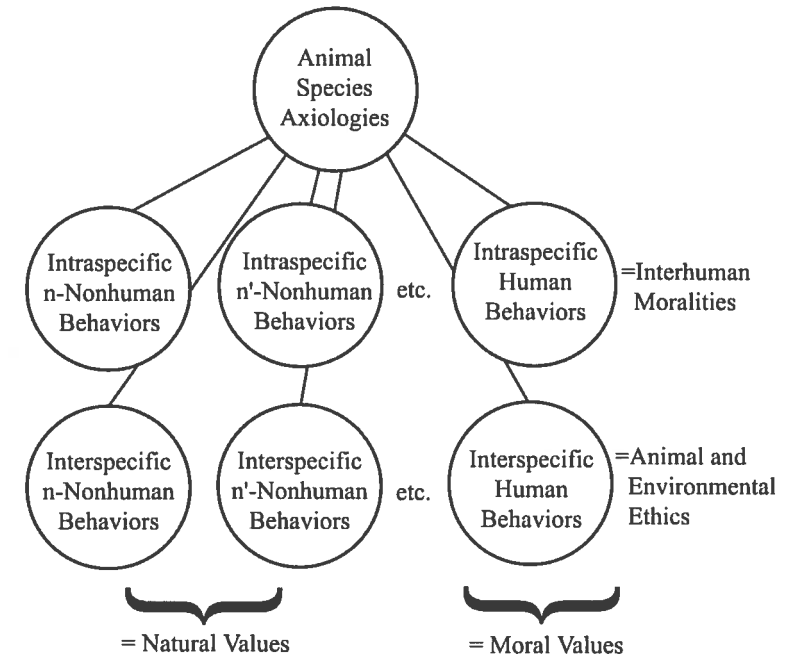 Animal
Species
Axiologies
Intraspecific
n-Nonhuman
Behaviors
Intraspecific
n'-Nonhuman
Behaviors
etc.
Intraspecific
Human
Behaviors
=Interhuman
Moralities
Interspecific
n-Nonhuman
Behaviors
Interspecific
n'-Nonhuman
Behaviors
etc.
Interspecific
Human
Behaviors
=Animal and
Environmental
Ethics
= Natural Values
= Moral Values